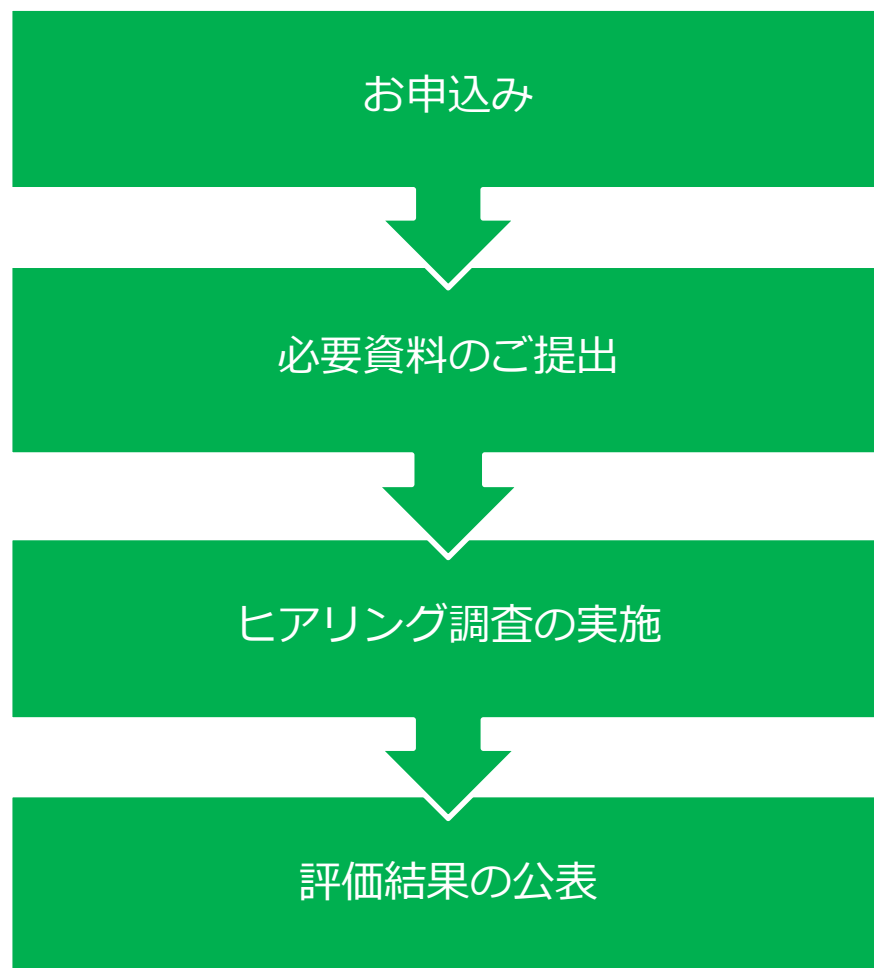 お申込み
必要資料のご提出
ヒアリング調査の実施
評価結果の公表